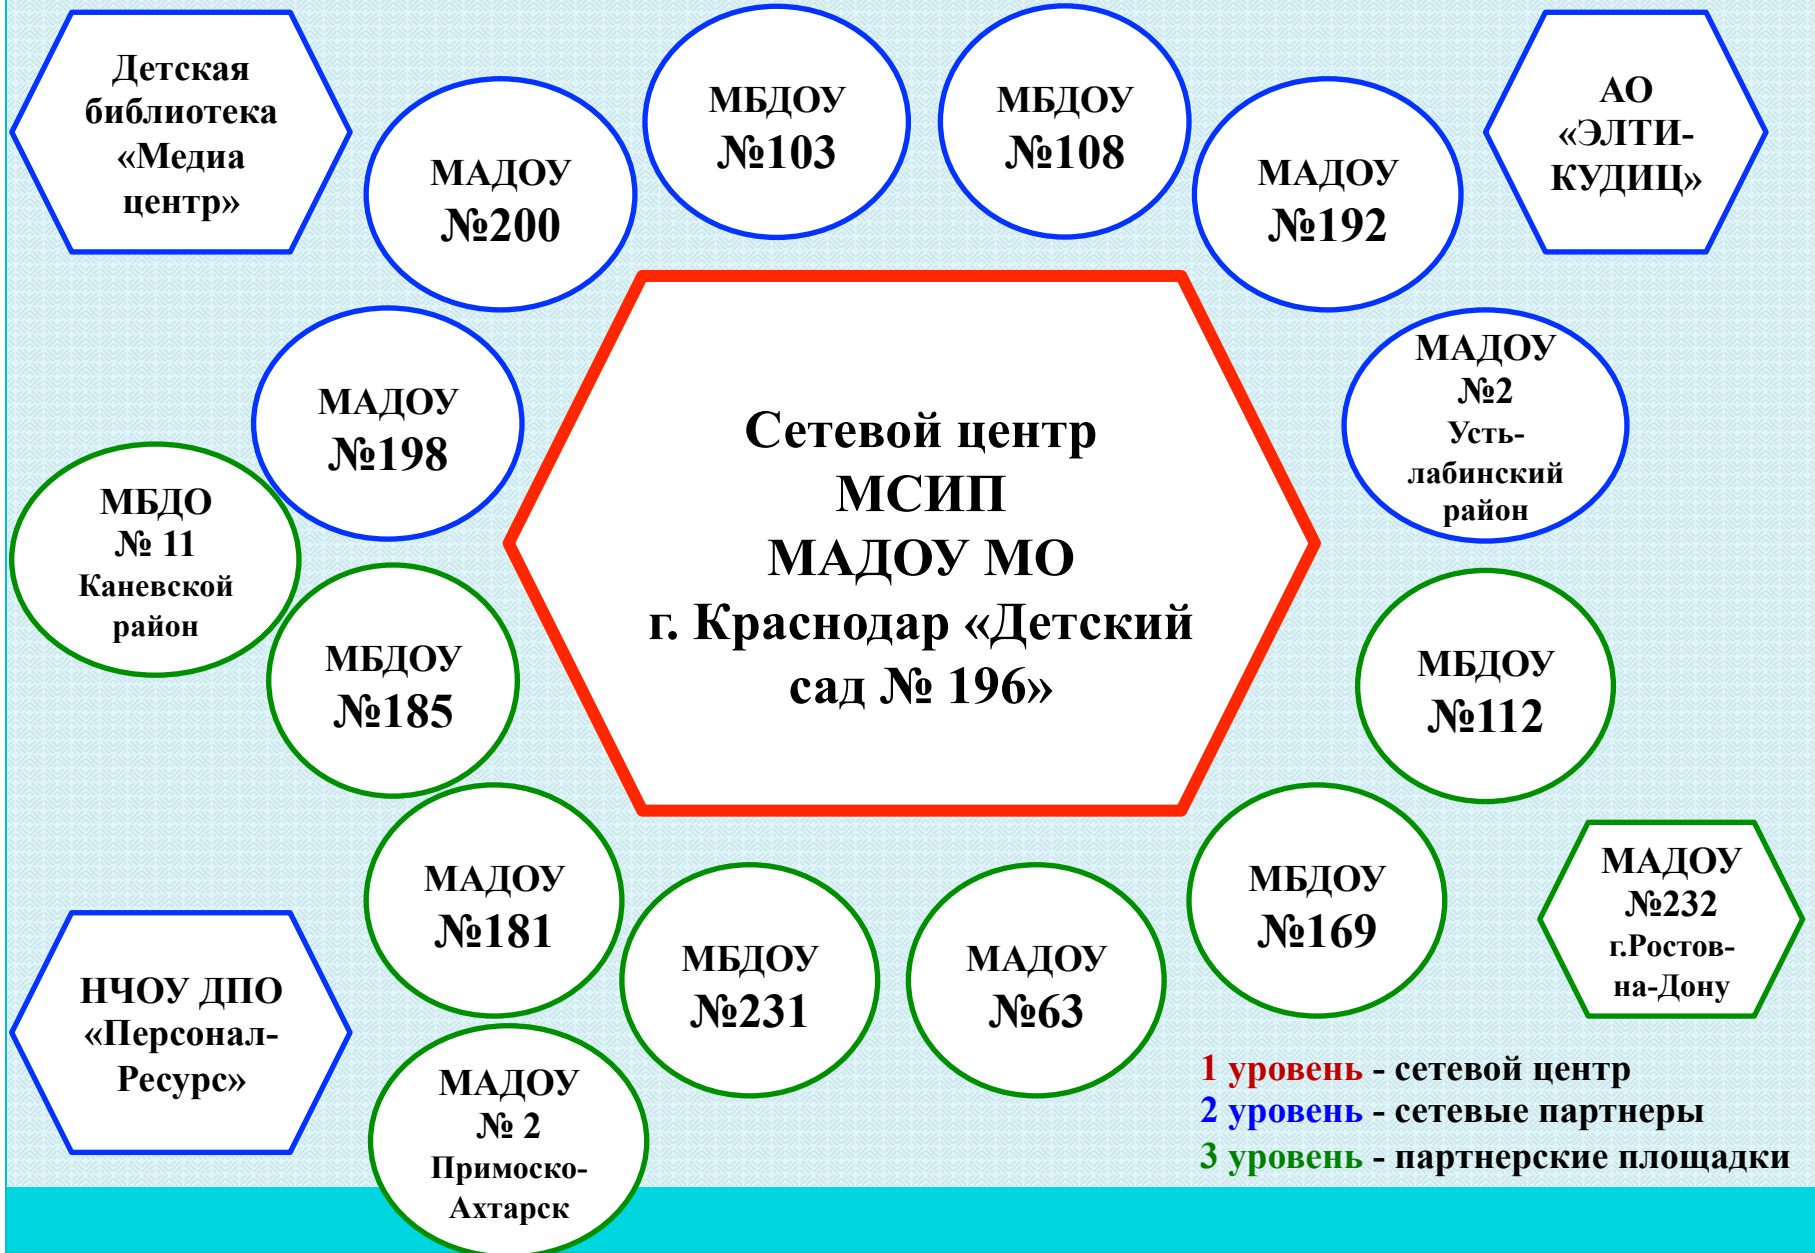 Детская
библиотека
«Медиа
центр»
МАДОУ
№200
МБДОУ
№103
МБДОУ
№108
МАДОУ
№192
АО
«ЭЛТИ-
КУДИЦ»
МАДОУ
№198
МАДОУ
№2
Усть-
лабинский
район
Сетевой центр
МСИП
МАДОУ МО
г. Краснодар «Детский
сад № 196»
МБДО
№ 11
Каневской
район
МБДОУ
№185
МБДОУ
№112
МАДОУ
№181
МБДОУ
№231
МАДОУ
№63
МБДОУ
№169
МАДОУ
№232
г.Ростов-
на-Дону
НЧОУ ДПО
«Персонал-
Ресурс»
МАДОУ
№ 2
Примоско-
Ахтарск
1 уровень - сетевой центр
2 уровень - сетевые партнеры
3 уровень - партнерские площадки